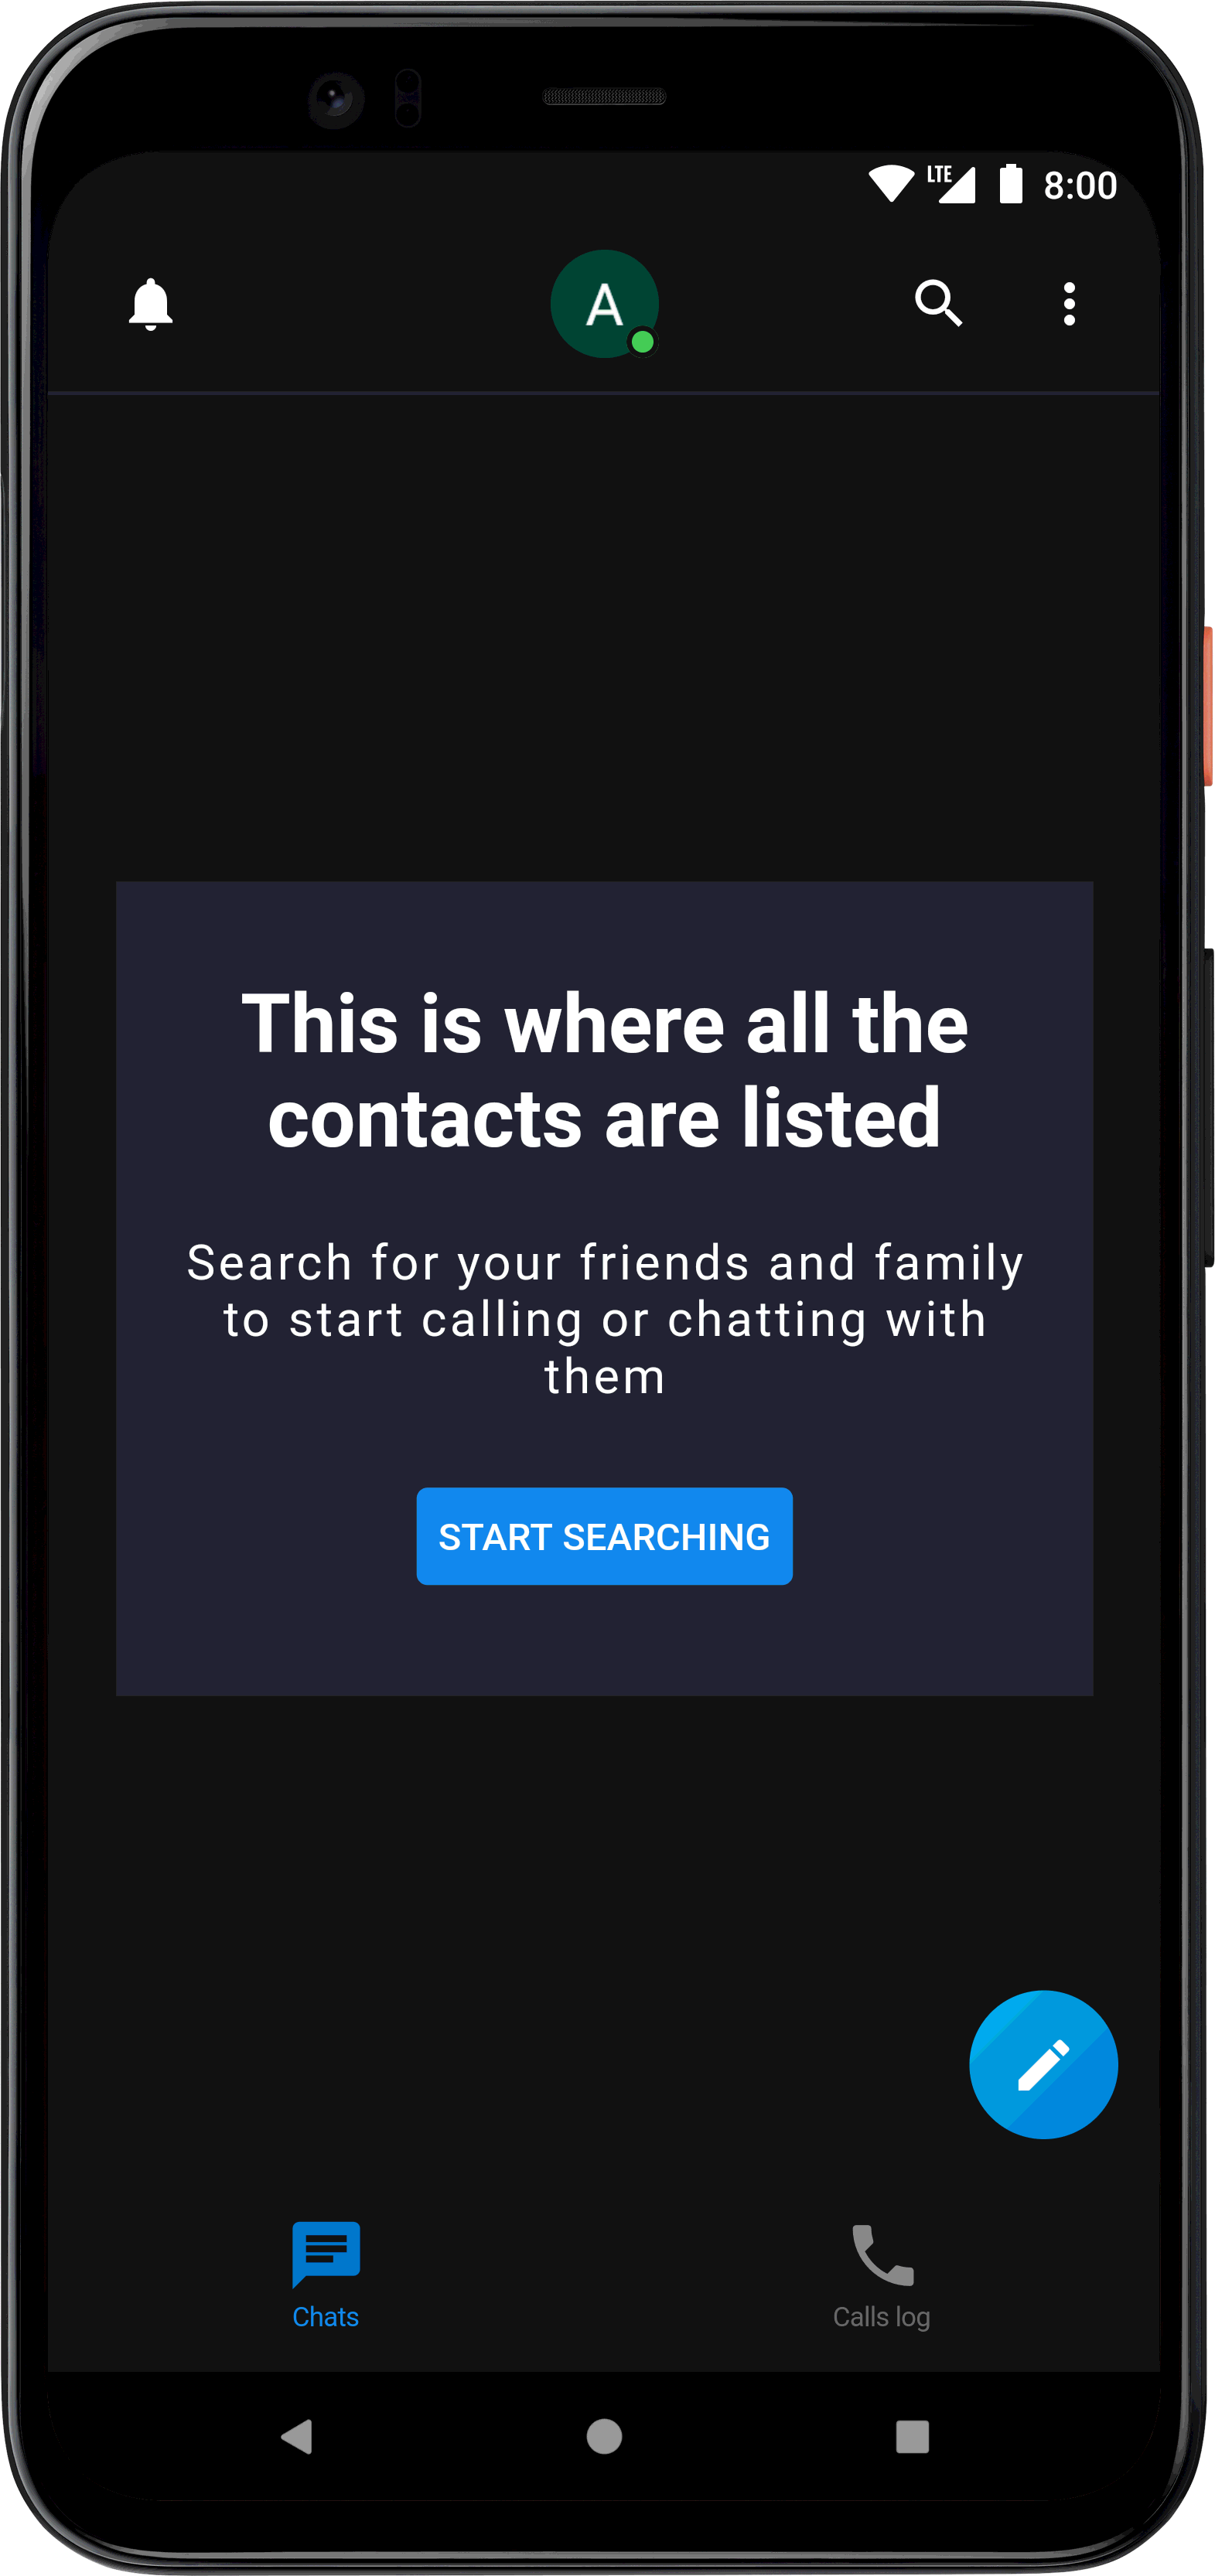 LTE 8:00
A
This is where all the
contacts are listed
Search for your friends and family
to start calling or chatting with
them
START SEARCHING
Chats
Calls log